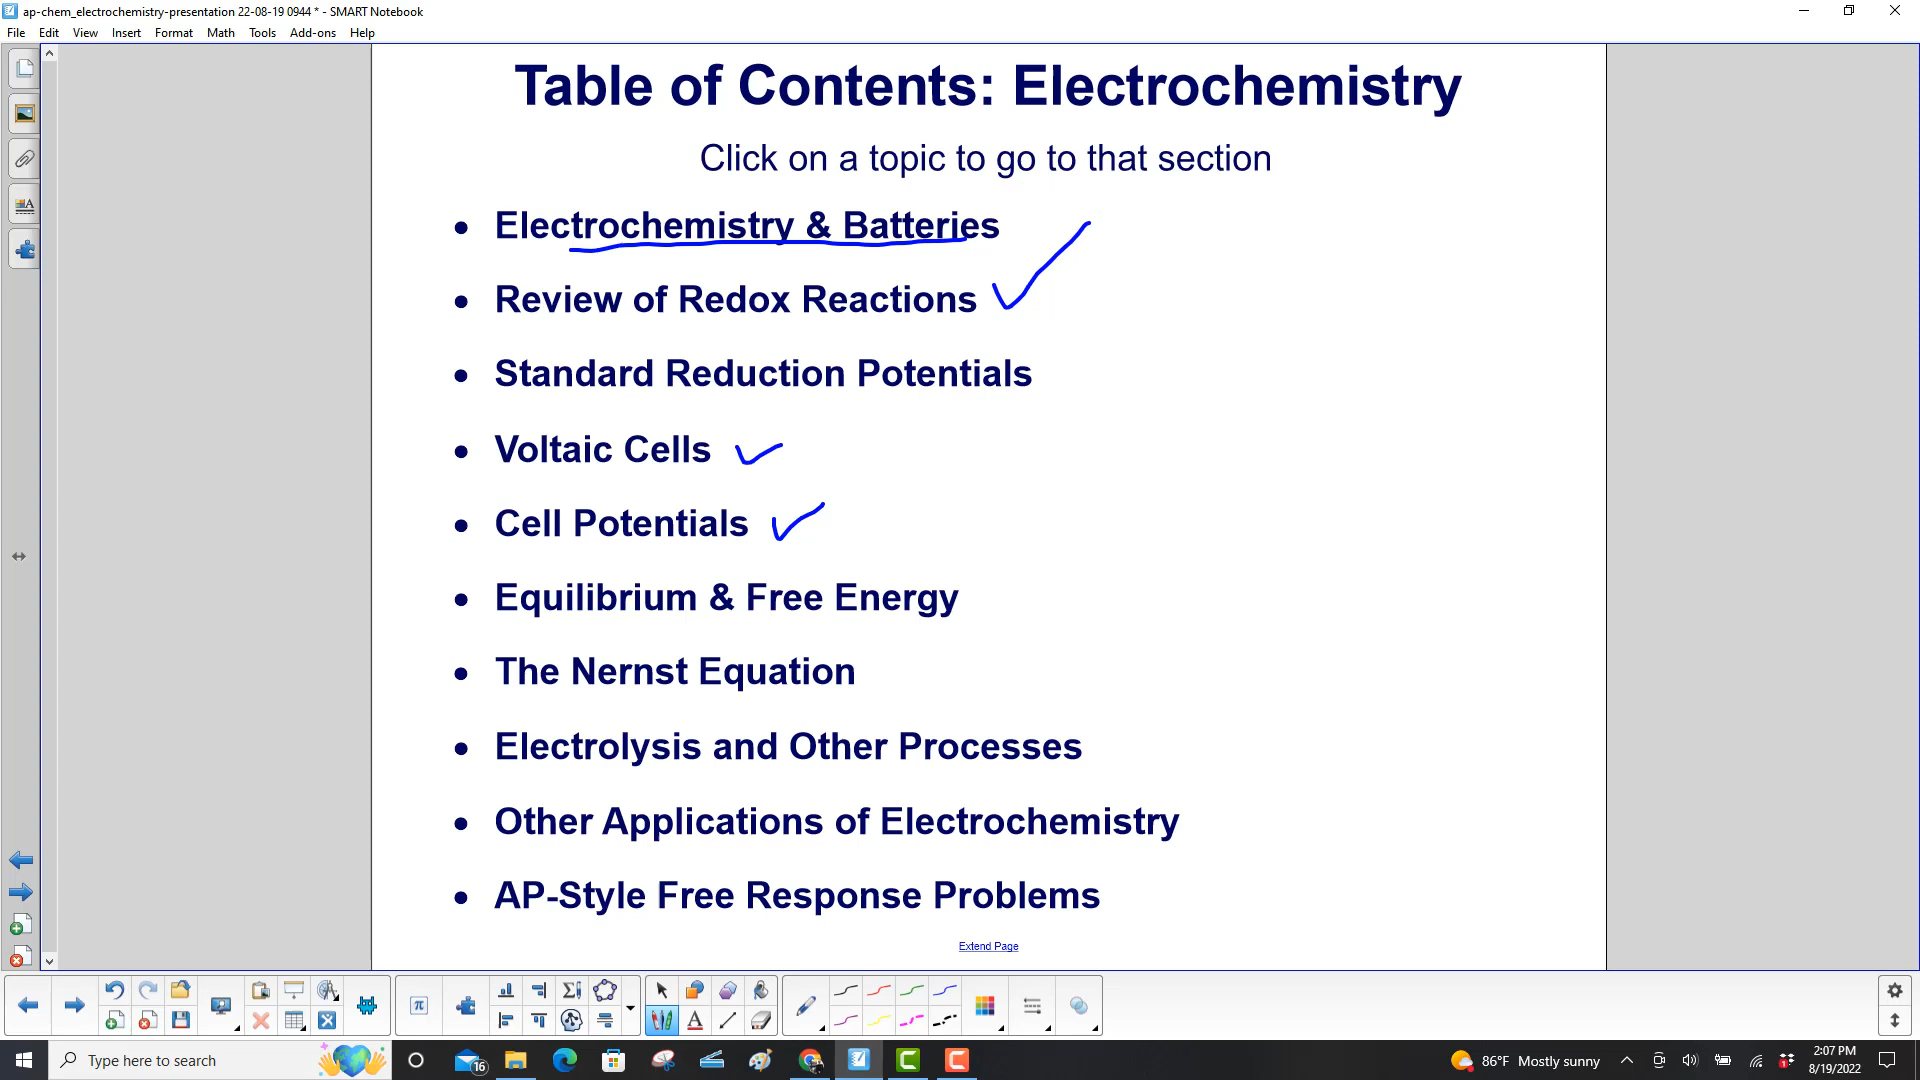 ap-chem_electrochemistry-presentation 22-08-19 0944 * - SMART Notebook
File Edit View Insert Format Math Tools Add-ons Help
Table of Contents: Electrochemistry
Click on a topic to go to that section
• Electrochemistry & Batteries
• Review of Redox Reactions
• Standard Reduction Potentials
• Voltaic Cells
• Cell Potentials
• Equilibrium & Free Energy
• The Nernst Equation
• Electrolysis and Other Processes
• Other Applications of Electrochemistry
• AP-Style Free Response Problems
Extend Page
Type here to search
16
86°F Mostly sunny
2:07 PM
8/19/2022